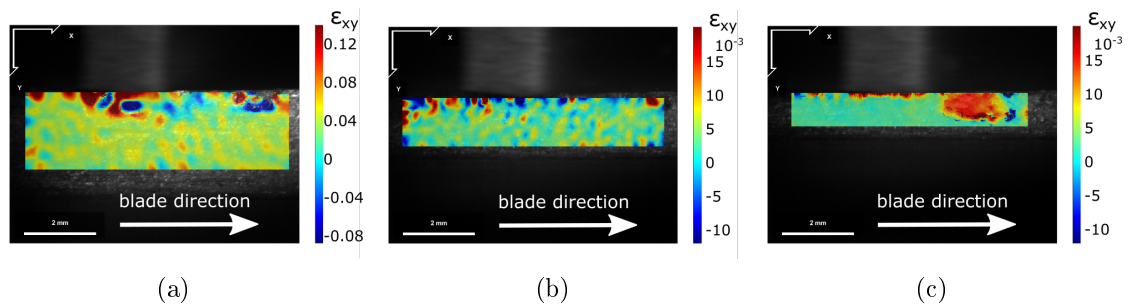 εxy
x
Y
0.12
0.08
0.04
0
-0.04
-0.08
blade direction
2 mm
(a)
εxy
10-3
x
Y
15
10
5
0
-5
-10
blade direction
2 mm
(b)
εxy
10-3
x
Y
15
10
5
0
-5
-10
blade direction
2 mm
(c)